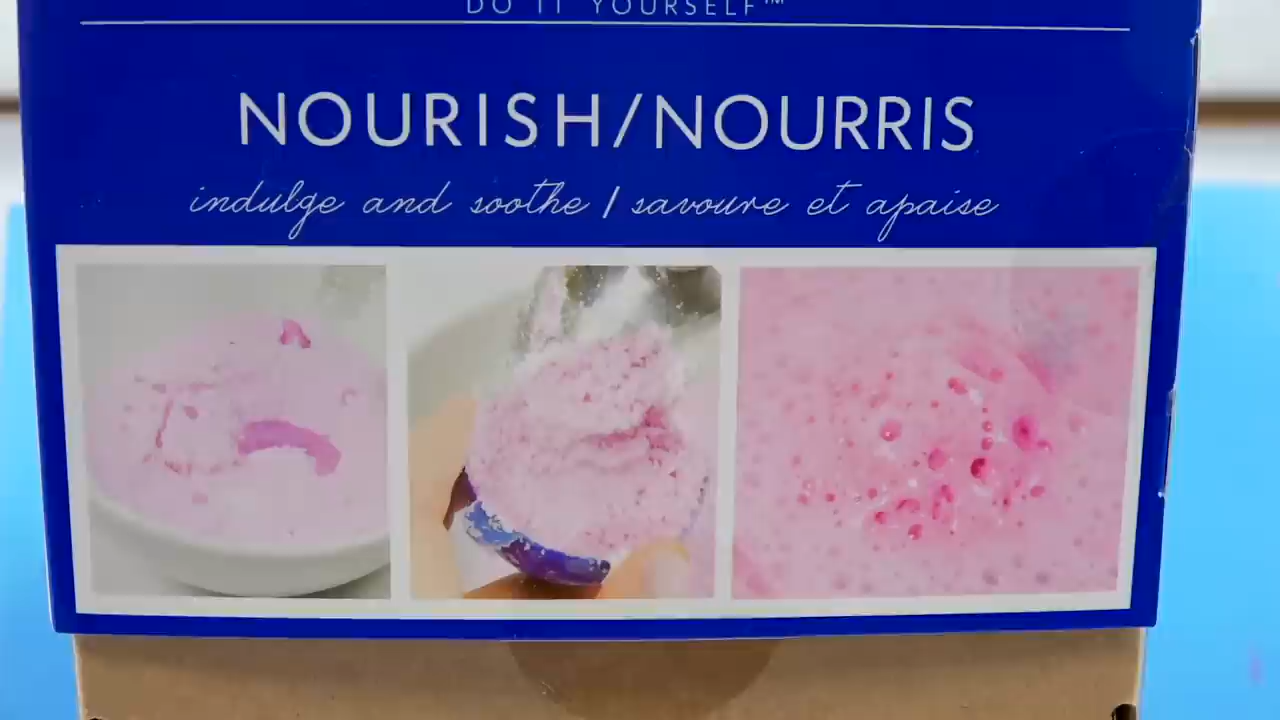 DO IT YOURSELF™
NOURISH/NOURRIS
indulge and soothe / savoure et apaise